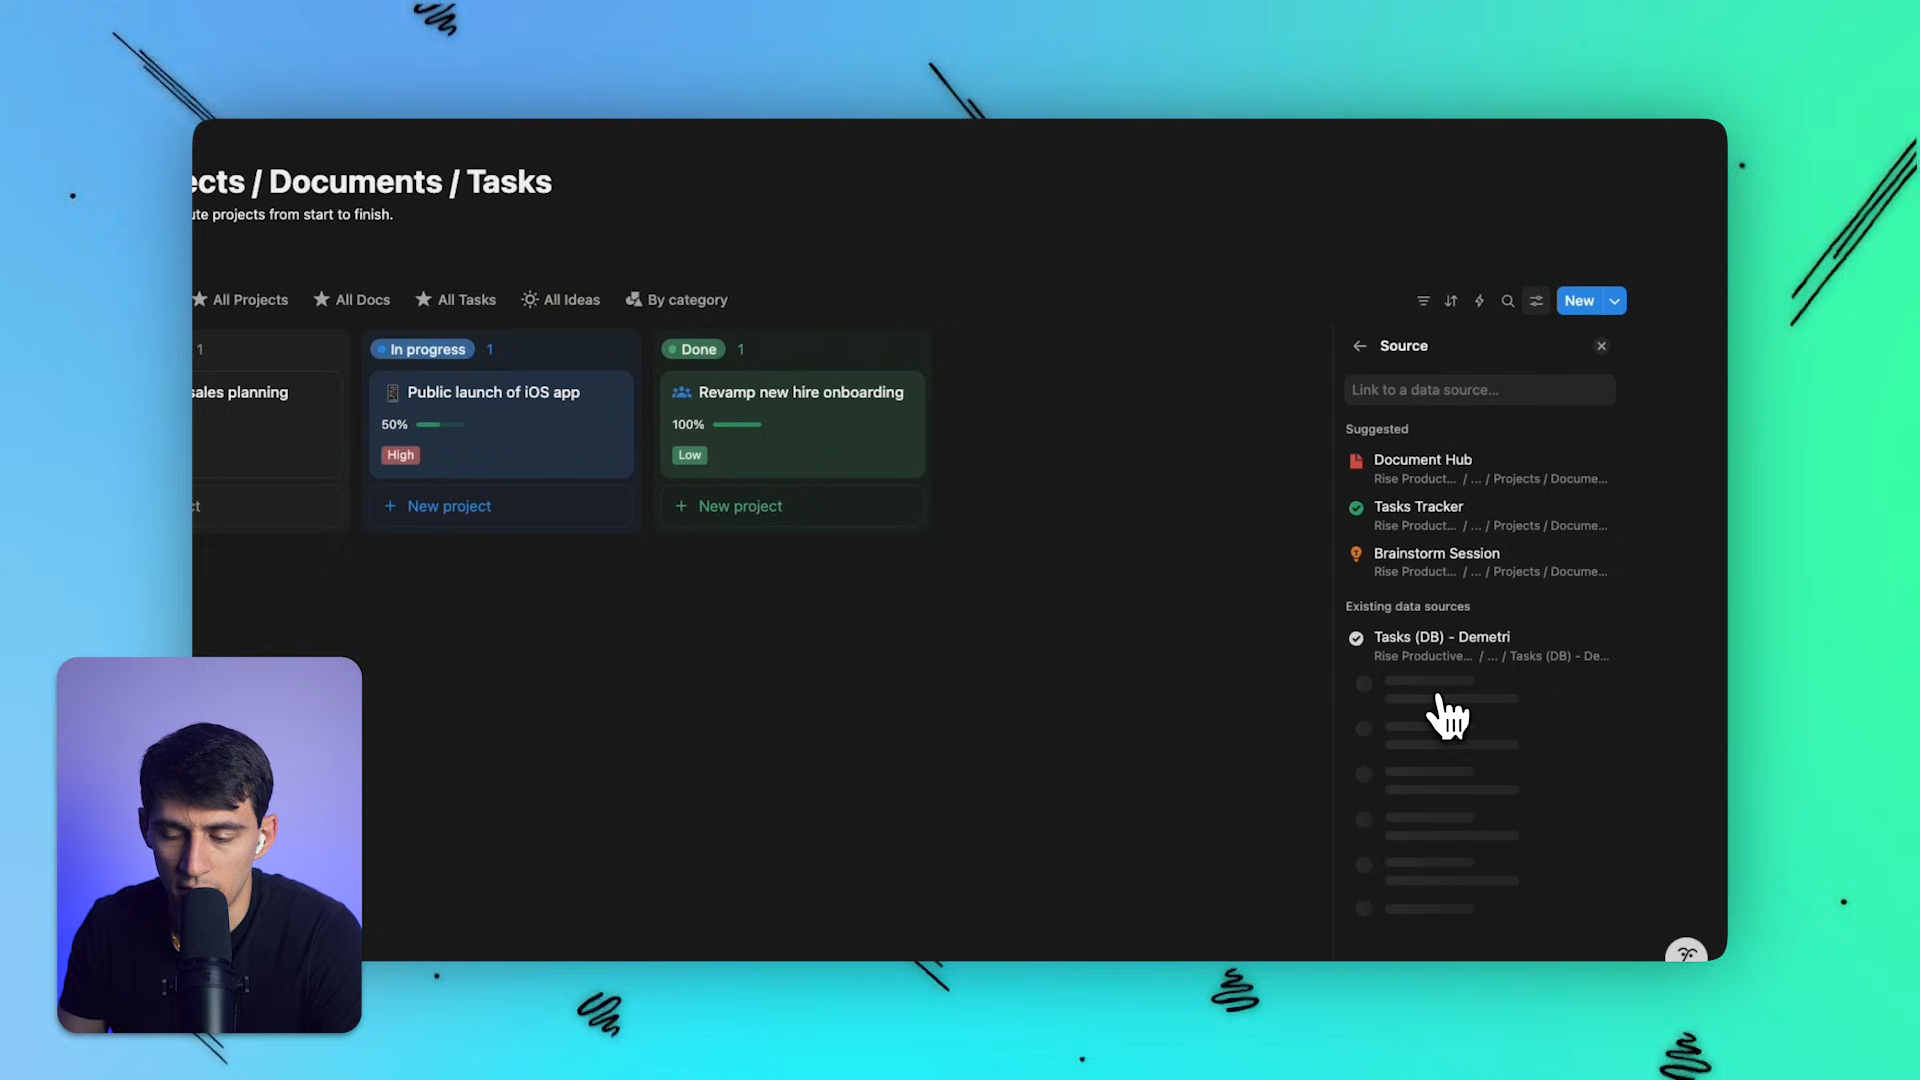 ects / Documents / Tasks
ute projects from start to finish.
All Projects
All Docs
All Tasks
All Ideas
By category
New
1
In progress 1
Done 1
sales planning
Public launch of iOS app
Revamp new hire onboarding
50%
100%
High
Low
ct
+ New project
+ New project
Source
Link to a data source...
Suggested
Document Hub
Rise Product... / ... / Projects / Docume...
Tasks Tracker
Rise Product... / ... / Projects / Docume...
Brainstorm Session
Rise Product... / ... / Projects / Docume...
Existing data sources
Tasks (DB) - Demetri
Rise Productive... / ... / Tasks (DB) - De...